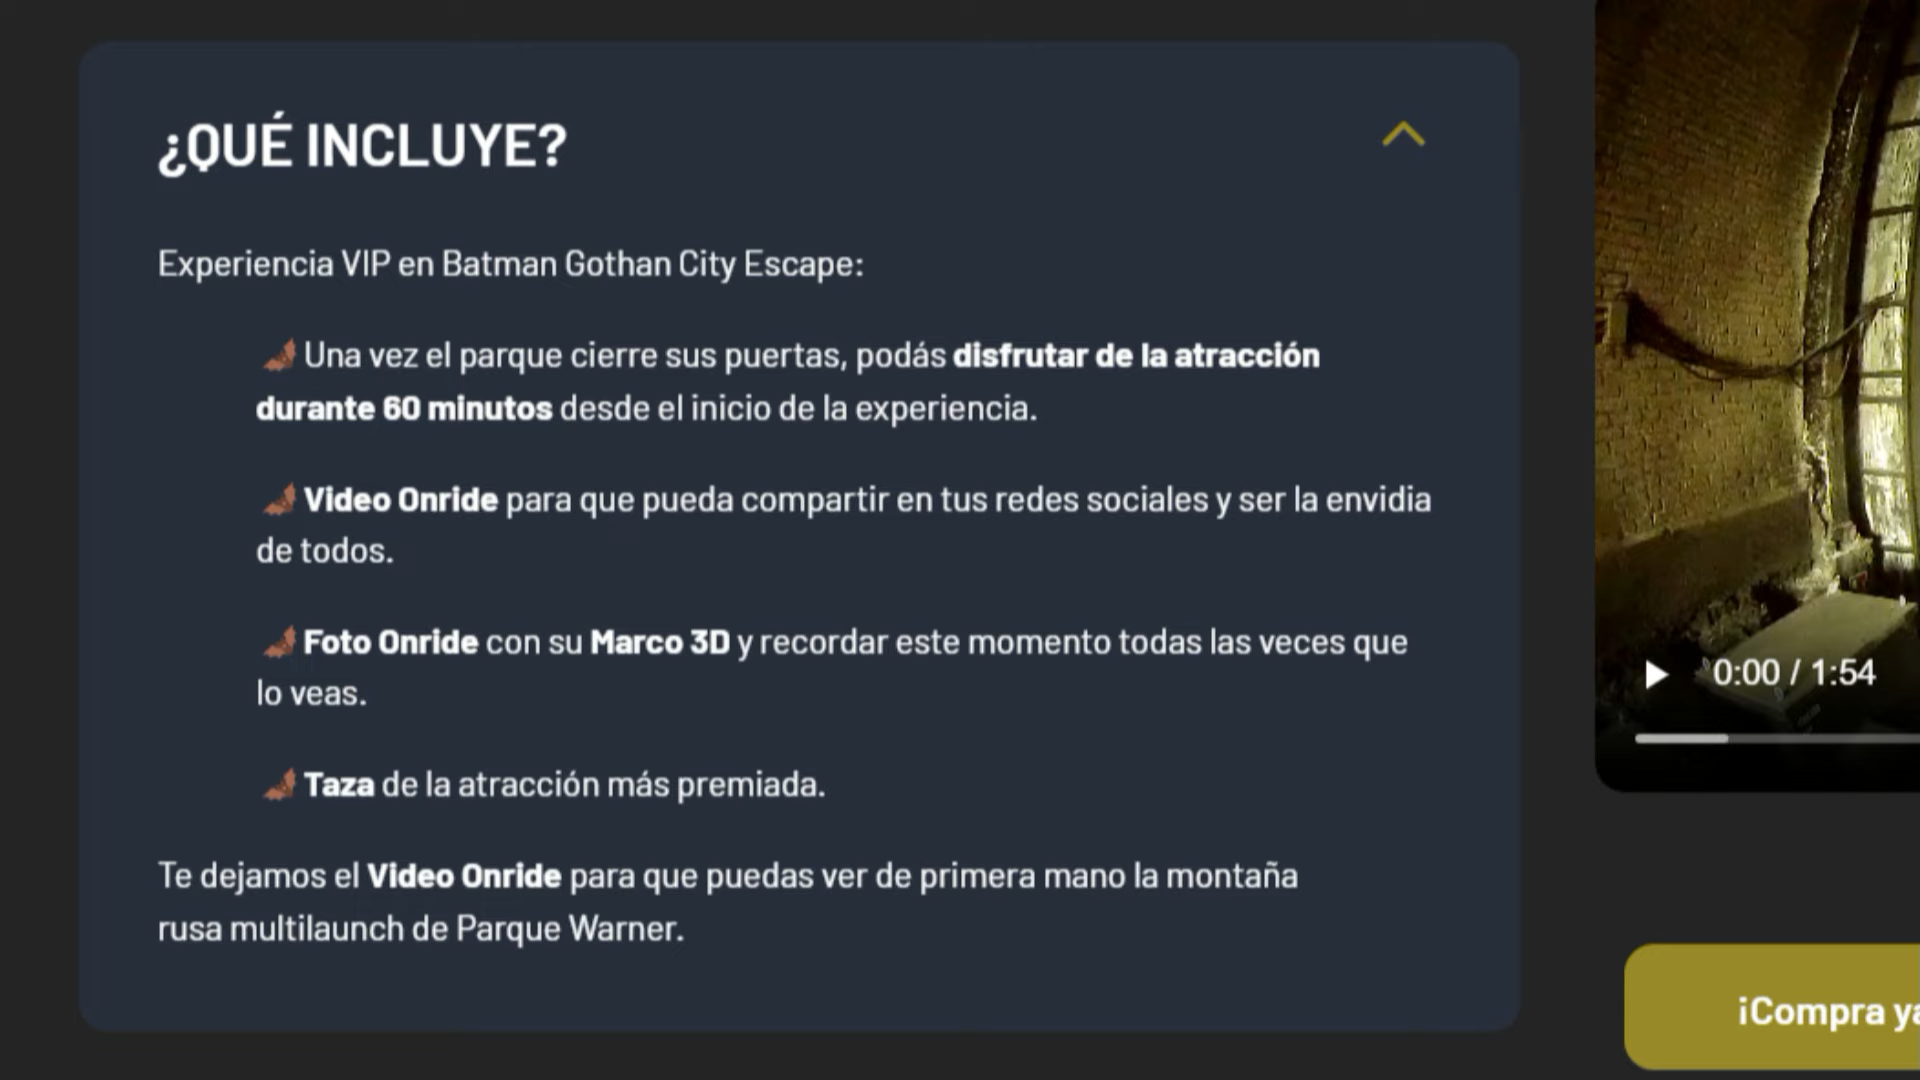 ¿QUÉ INCLUYE?
Experiencia VIP en Batman Gothan City Escape:
Una vez el parque cierre sus puertas, podás disfrutar de la atracción
durante 60 minutos desde el inicio de la experiencia.
Video Onride para que pueda compartir en tus redes sociales y ser la envidia
de todos.
Foto Onride con su Marco 3D y recordar este momento todas las veces que
lo veas.
Taza de la atracción más premiada.
Te dejamos el Video Onride para que puedas ver de primera mano la montaña
rusa multilaunch de Parque Warner.
0:00 / 1:54
¡Compra ya